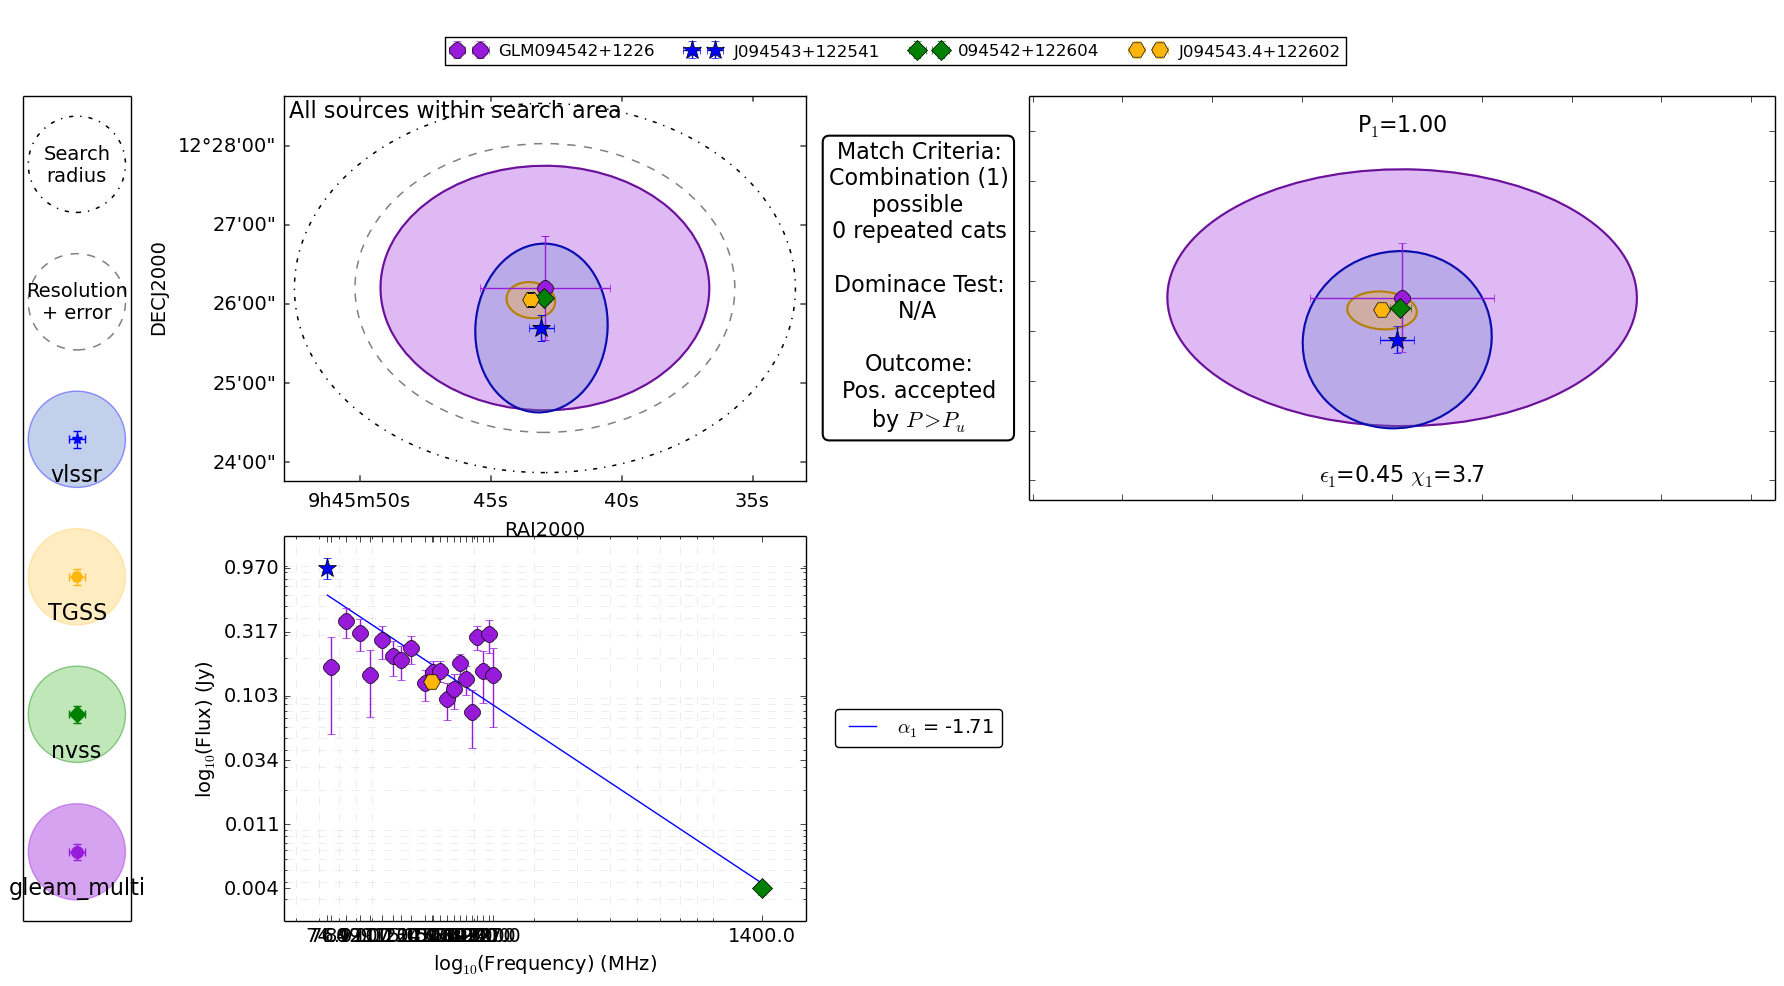 GLM094542+1226 J094543+122541 094542+122604 J094543.4+122602
Search
radius
Resolution
+ error
vlssr
TGSS
nvss
gleam_multi
All sources within search area
DECJ2000
12°28'00"
27'00"
26'00"
25'00"
24'00"
9h45m50s 45s 40s 35s
RAJ2000
Match Criteria:
Combination (1)
possible
0 repeated cats
Dominace Test:
N/A
Outcome:
Pos. accepted
by P>Pu
P1=1.00
ϵ1=0.45 χ1=3.7
log10(Flux) (Jy)
0.970
0.317
0.103
0.034
0.011
0.004
1400.0
log10(Frequency) (MHz)
α1 = -1.71